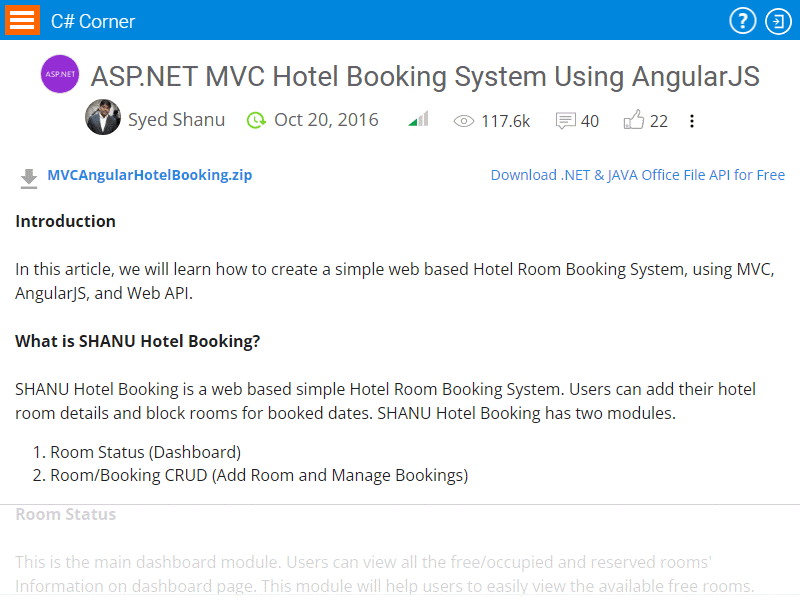 C# Corner
?
ASP.NET
ASP.NET MVC Hotel Booking System Using AngularJS
Syed Shanu Oct 20, 2016 117.6k 40 22
MVCAngularHotelBooking.zip Download .NET & JAVA Office File API for Free
Introduction
In this article, we will learn how to create a simple web based Hotel Room Booking System, using MVC,
AngularJS, and Web API.
What is SHANU Hotel Booking?
SHANU Hotel Booking is a web based simple Hotel Room Booking System. Users can add their hotel
room details and block rooms for booked dates. SHANU Hotel Booking has two modules.
1. Room Status (Dashboard)
2. Room/Booking CRUD (Add Room and Manage Bookings)
Room Status
This is the main dashboard module. Users can view all the free/occupied and reserved rooms'
Information on dashboard page. This module will help users to easily view the available free rooms.